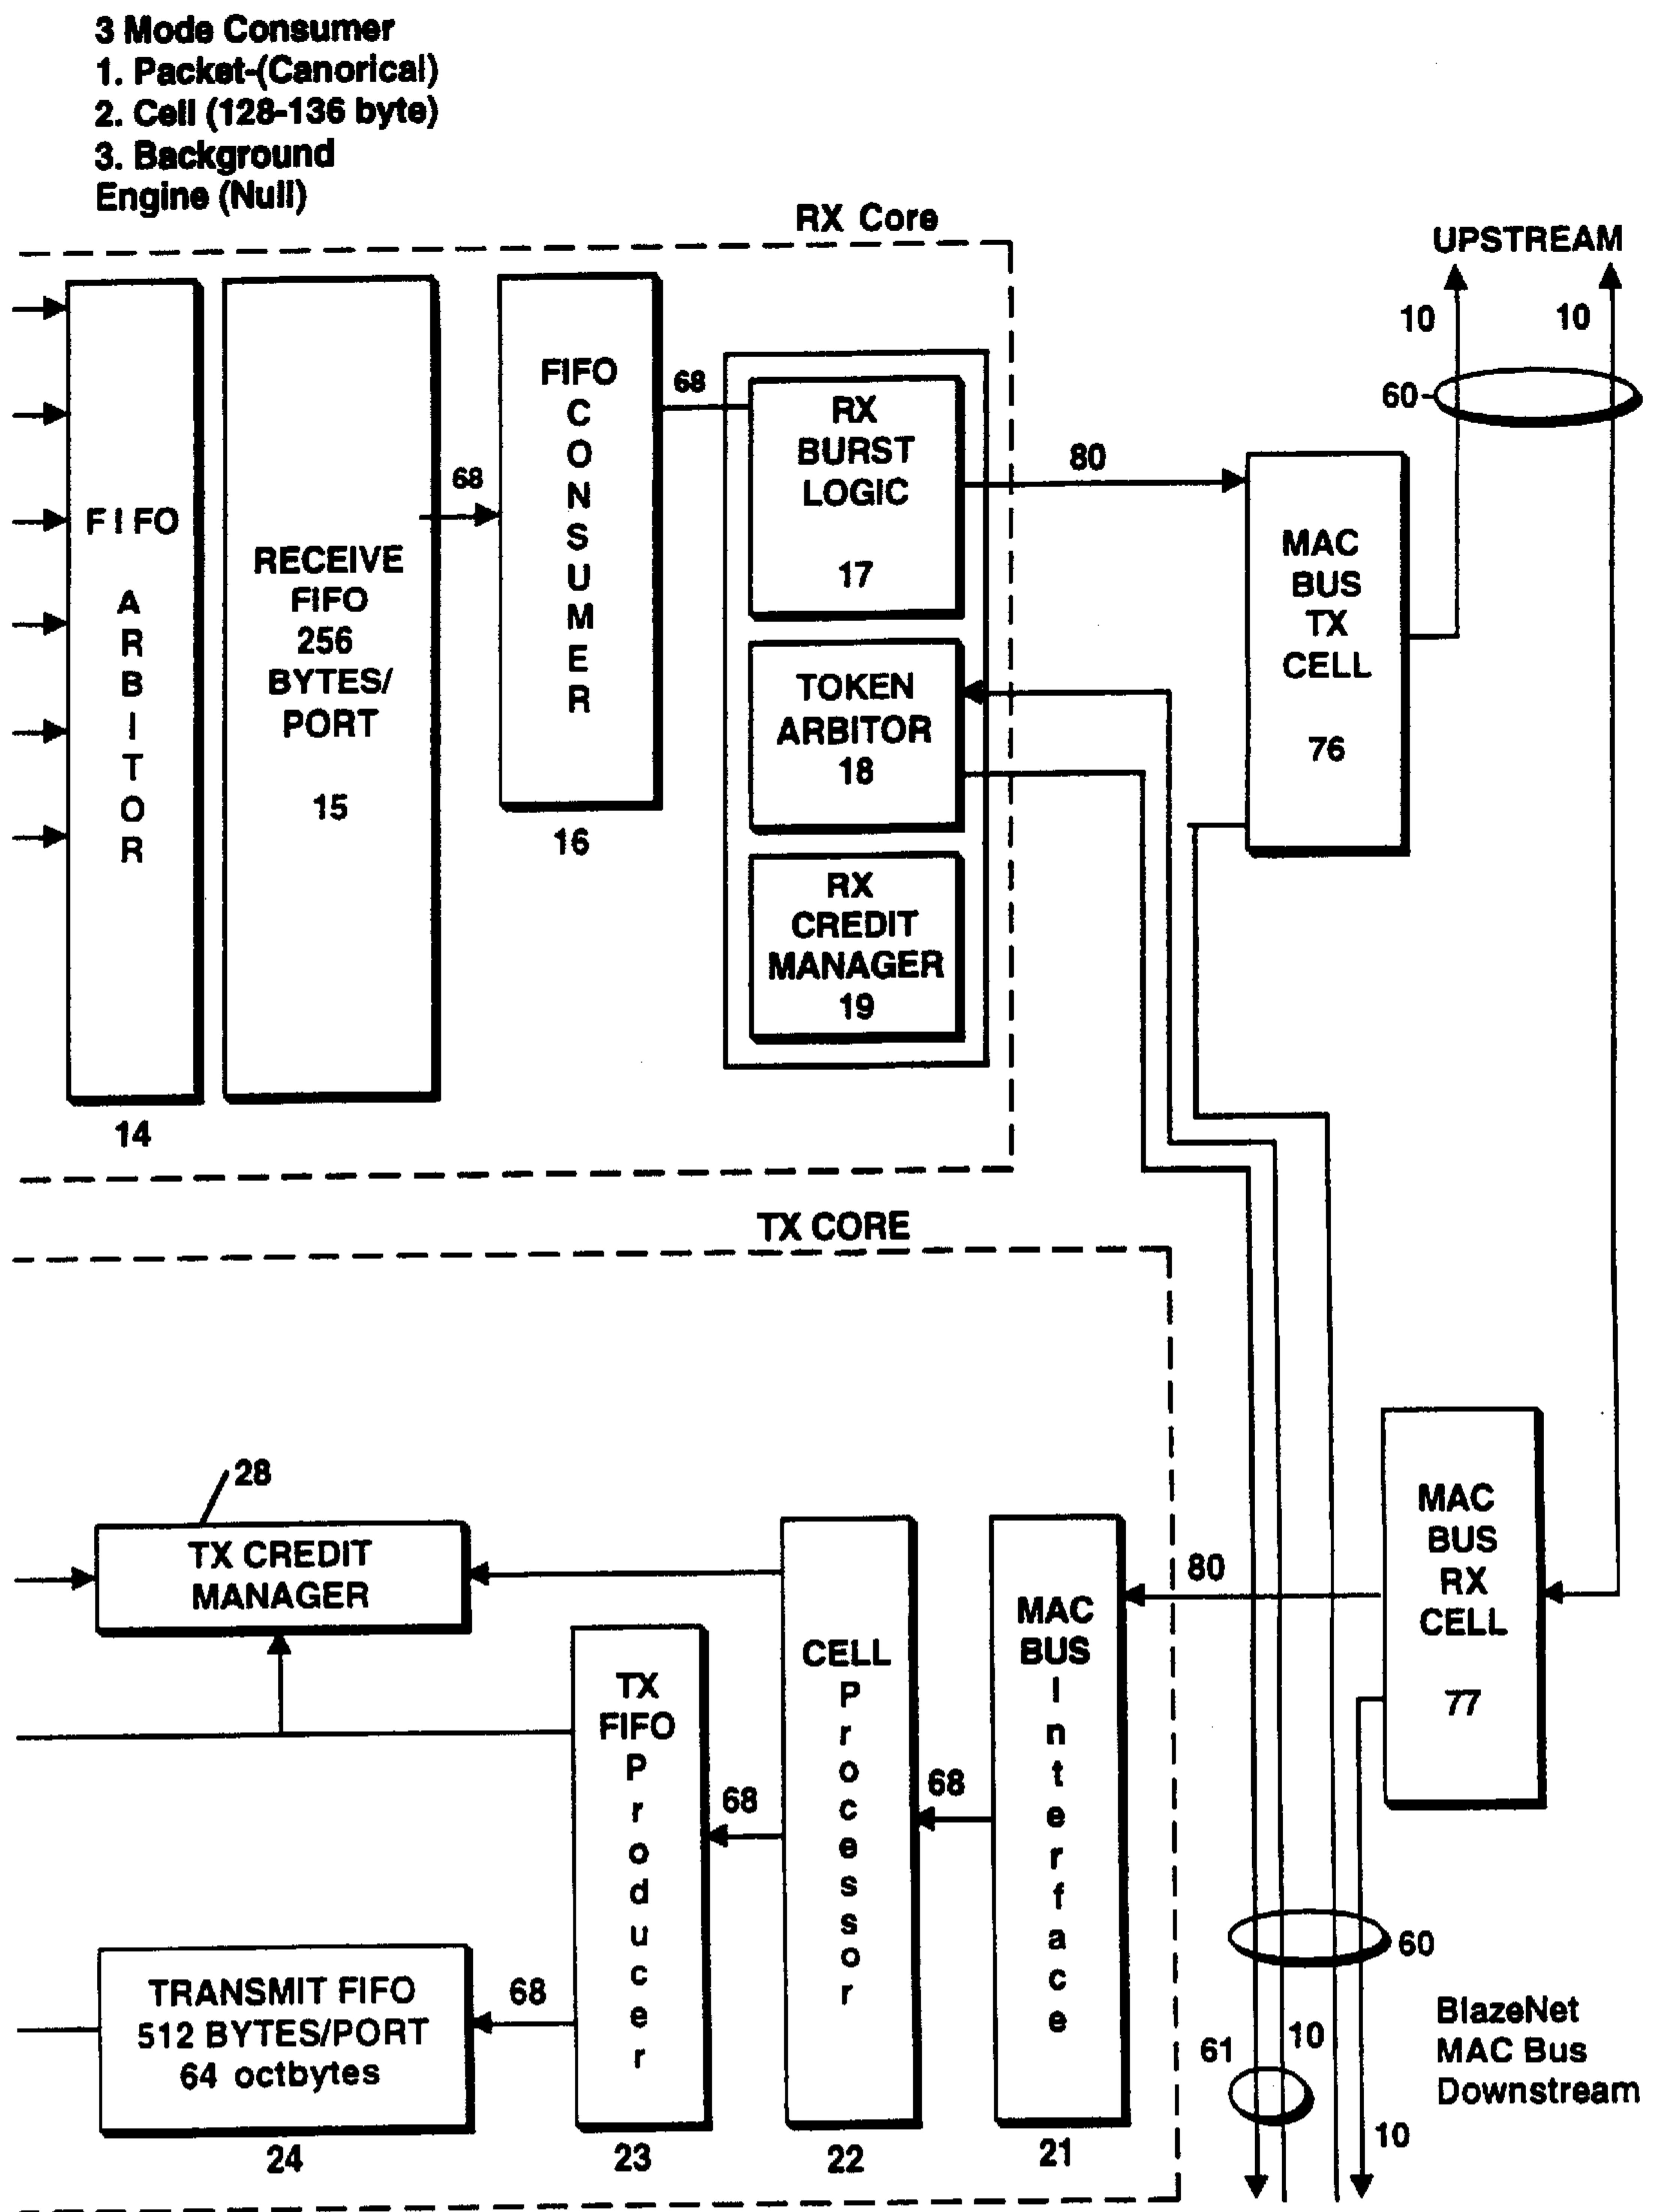 3 Mode Consumer
1. Packet-(Canorical)
2. Cell (128-136 byte)
3. Background
Engine (Null)
RX Core
UPSTREAM
10
10
60
FIFO
ARBITOR
14
RECEIVE
FIFO
256
BYTES/
PORT
15
68
FIFO
CONSUMER
16
68
RX
BURST
LOGIC
17
TOKEN
ARBITOR
18
RX
CREDIT
MANAGER
19
80
MAC
BUS
TX
CELL
76
TX CORE
28
TX CREDIT
MANAGER
TX
FIFO
Producer
23
68
CELL
Processor
22
68
MAC
BUS
Interface
21
80
MAC
BUS
RX
CELL
77
TRANSMIT FIFO
512 BYTES/PORT
64 octbytes
24
68
60
61
10
10
BlazeNet
MAC Bus
Downstream